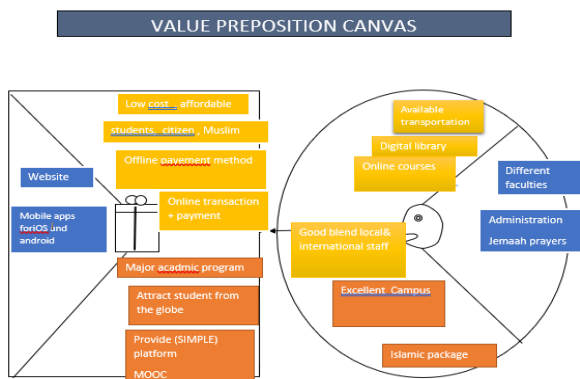 VALUE PREPOSITION CANVAS
Low cost , affordable
students, citizen , Muslim
Offline pavement method
Website
Online transaction
+ payment
Mobile apps
foriOS und
android
Major acadmic program
Attract student from
the globe
Provide (SIMPLE)
platform
MOOC
Available
transportation
Digital library
Online courses
Different
faculties
Administration
Jemaah prayers
Good blend local&
international staff
Excellent Campus
Islamic package